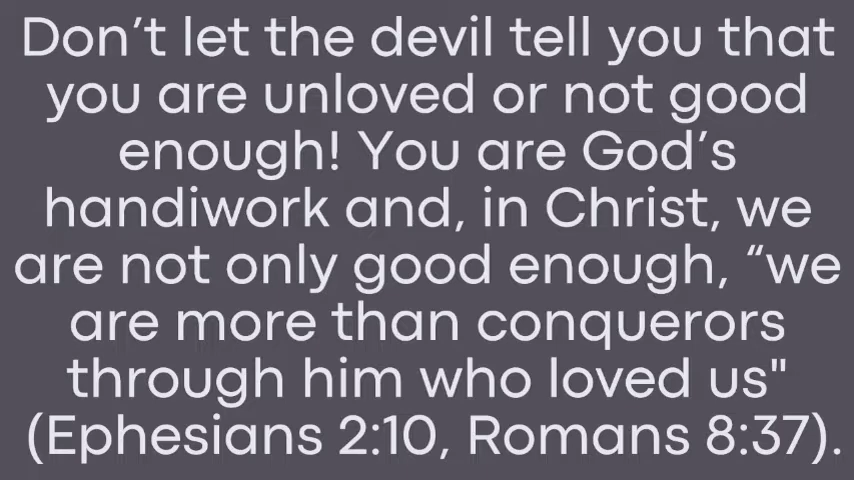 Don’t let the devil tell you that
you are unloved or not good
enough! You are God’s
handiwork and, in Christ, we
are not only good enough, “we
are more than conquerors
through him who loved us"
(Ephesians 2:10, Romans 8:37).